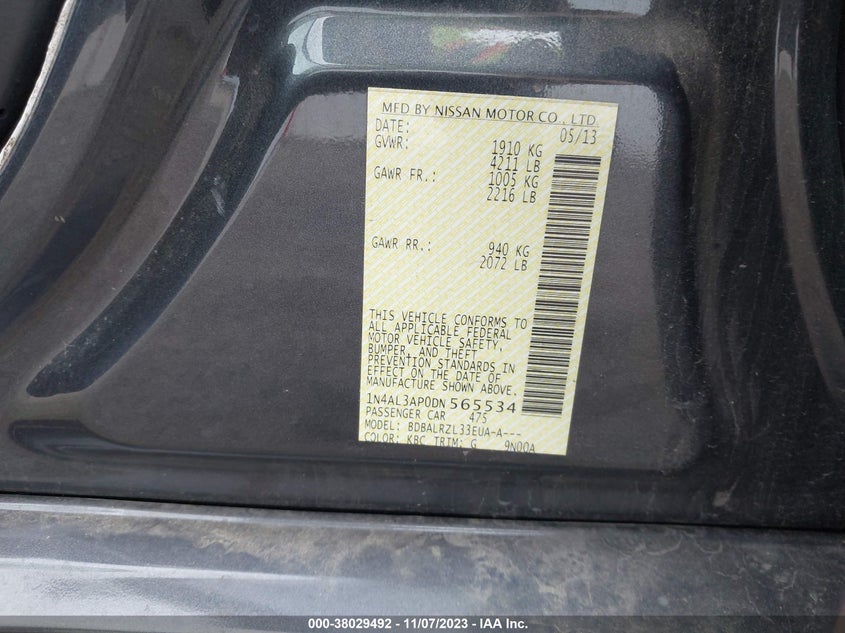 MFD BY NISSAN MOTOR CO., LTD.
DATE: 05/13
GVWR: 1910 KG
4211 LB
GAWR FR.: 1005 KG
2216 LB
GAWR RR.: 940 KG
2072 LB
THIS VEHICLE CONFORMS TO
ALL APPLICABLE FEDERAL
MOTOR VEHICLE SAFETY,
BUMPER, AND THEFT
PREVENTION STANDARDS IN
EFFECT ON THE DATE OF
MANUFACTURE SHOWN ABOVE.
1N4AL3AP0DN 565534
PASSENGER CAR 475
MODEL: BDBALRZL33EUA-A---
COLOR: KBC TRIM: G 9N00A
000-38029492 - 11/07/2023 - IAA Inc.